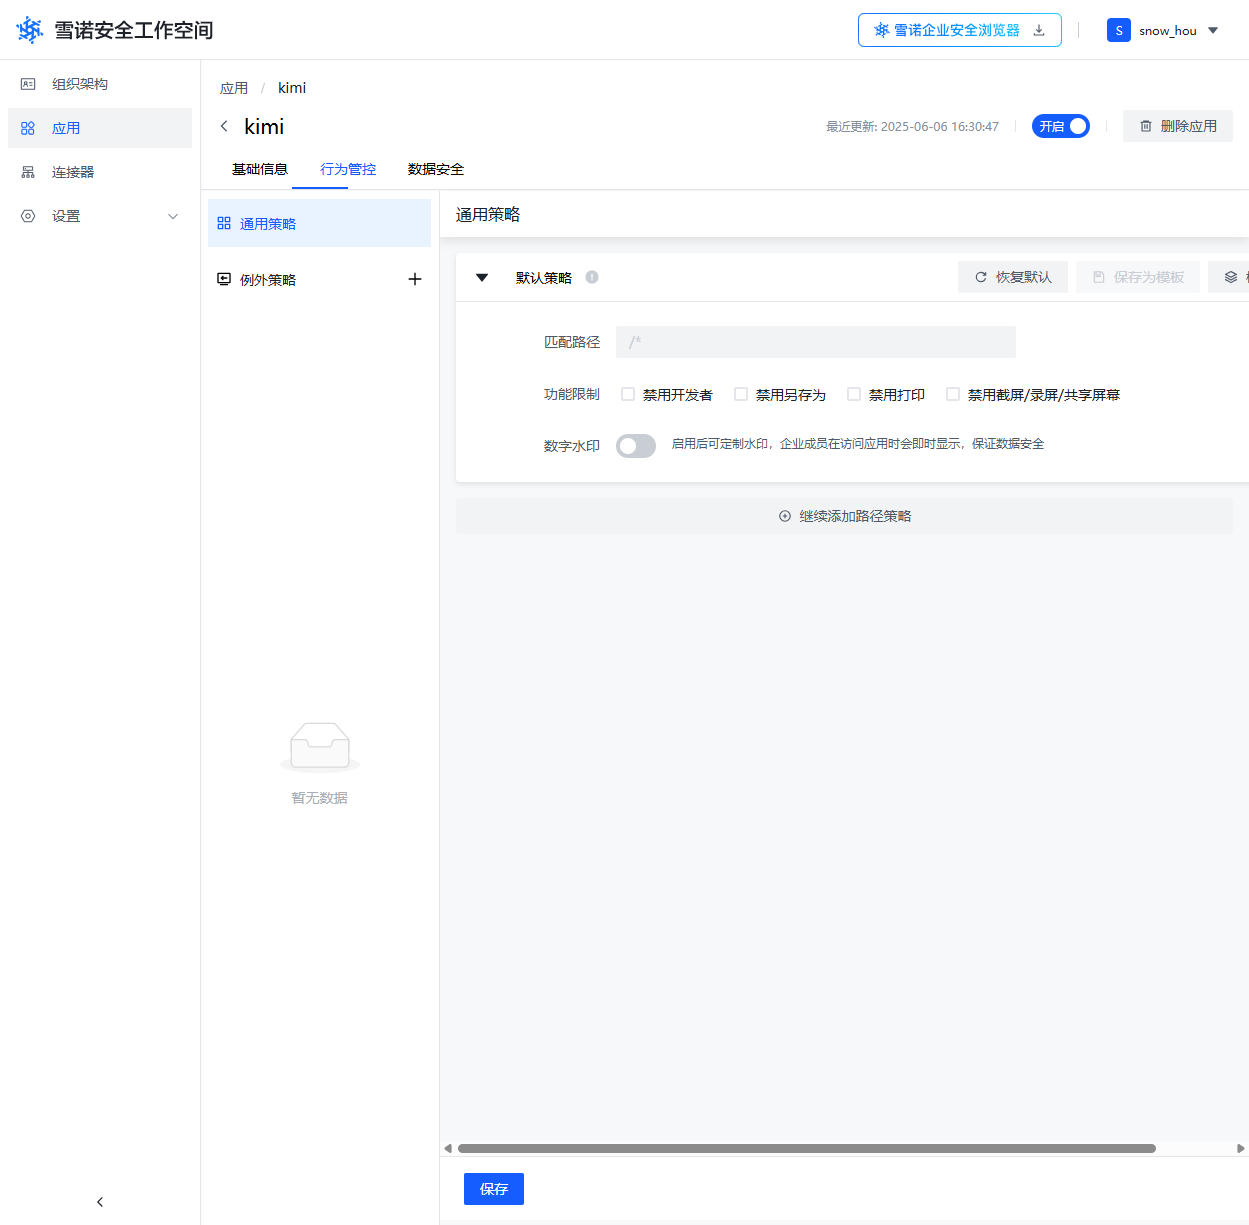 雪诺安全工作空间
雪诺企业安全浏览器
S
snow_hou
组织架构
应用
连接器
设置
应用 / kimi
kimi
最近更新: 2025-06-06 16:30:47
开启
删除应用
基础信息
行为管控
数据安全
通用策略
例外策略
暂无数据
通用策略
默认策略
恢复默认
保存为模板
匹配路径
/*
功能限制
禁用开发者
禁用另存为
禁用打印
禁用截屏/录屏/共享屏幕
数字水印
启用后可定制水印，企业成员在访问应用时会即时显示，保证数据安全
继续添加路径策略
保存